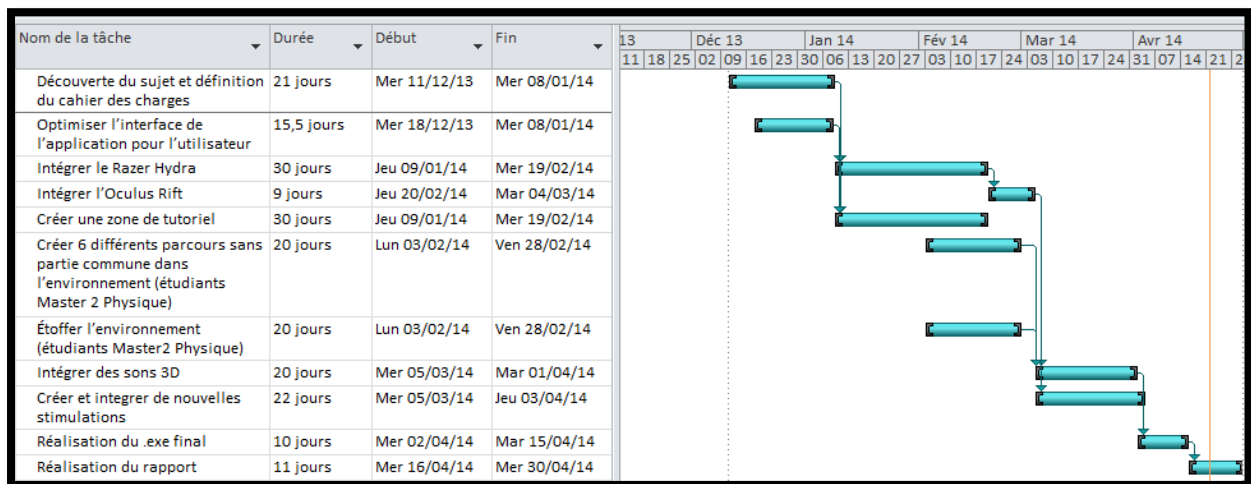 Nom de la tâche Durée Début Fin 13 Déc 13 Jan 14 Fév 14 Mar 14 Avr 14
11 18 25 02 09 16 23 30 06 13 20 27 03 10 17 24 03 10 17 24 31 07 14 21 2
Découverte du sujet et définition 21 jours Mer 11/12/13 Mer 08/01/14
du cahier des charges
Optimiser l'interface de 15,5 jours Mer 18/12/13 Mer 08/01/14
l'application pour l'utilisateur
Intégrer le Razer Hydra 30 jours Jeu 09/01/14 Mer 19/02/14
Intégrer l'Oculus Rift 9 jours Jeu 20/02/14 Mar 04/03/14
Créer une zone de tutoriel 30 jours Jeu 09/01/14 Mer 19/02/14
Créer 6 différents parcours sans 20 jours Lun 03/02/14 Ven 28/02/14
partie commune dans
l'environnement (étudiants
Master 2 Physique)
Étoffer l'environnement 20 jours Lun 03/02/14 Ven 28/02/14
(étudiants Master2 Physique)
Intégrer des sons 3D 20 jours Mer 05/03/14 Mar 01/04/14
Créer et integrer de nouvelles 22 jours Mer 05/03/14 Jeu 03/04/14
stimulations
Réalisation du .exe final 10 jours Mer 02/04/14 Mar 15/04/14
Réalisation du rapport 11 jours Mer 16/04/14 Mer 30/04/14